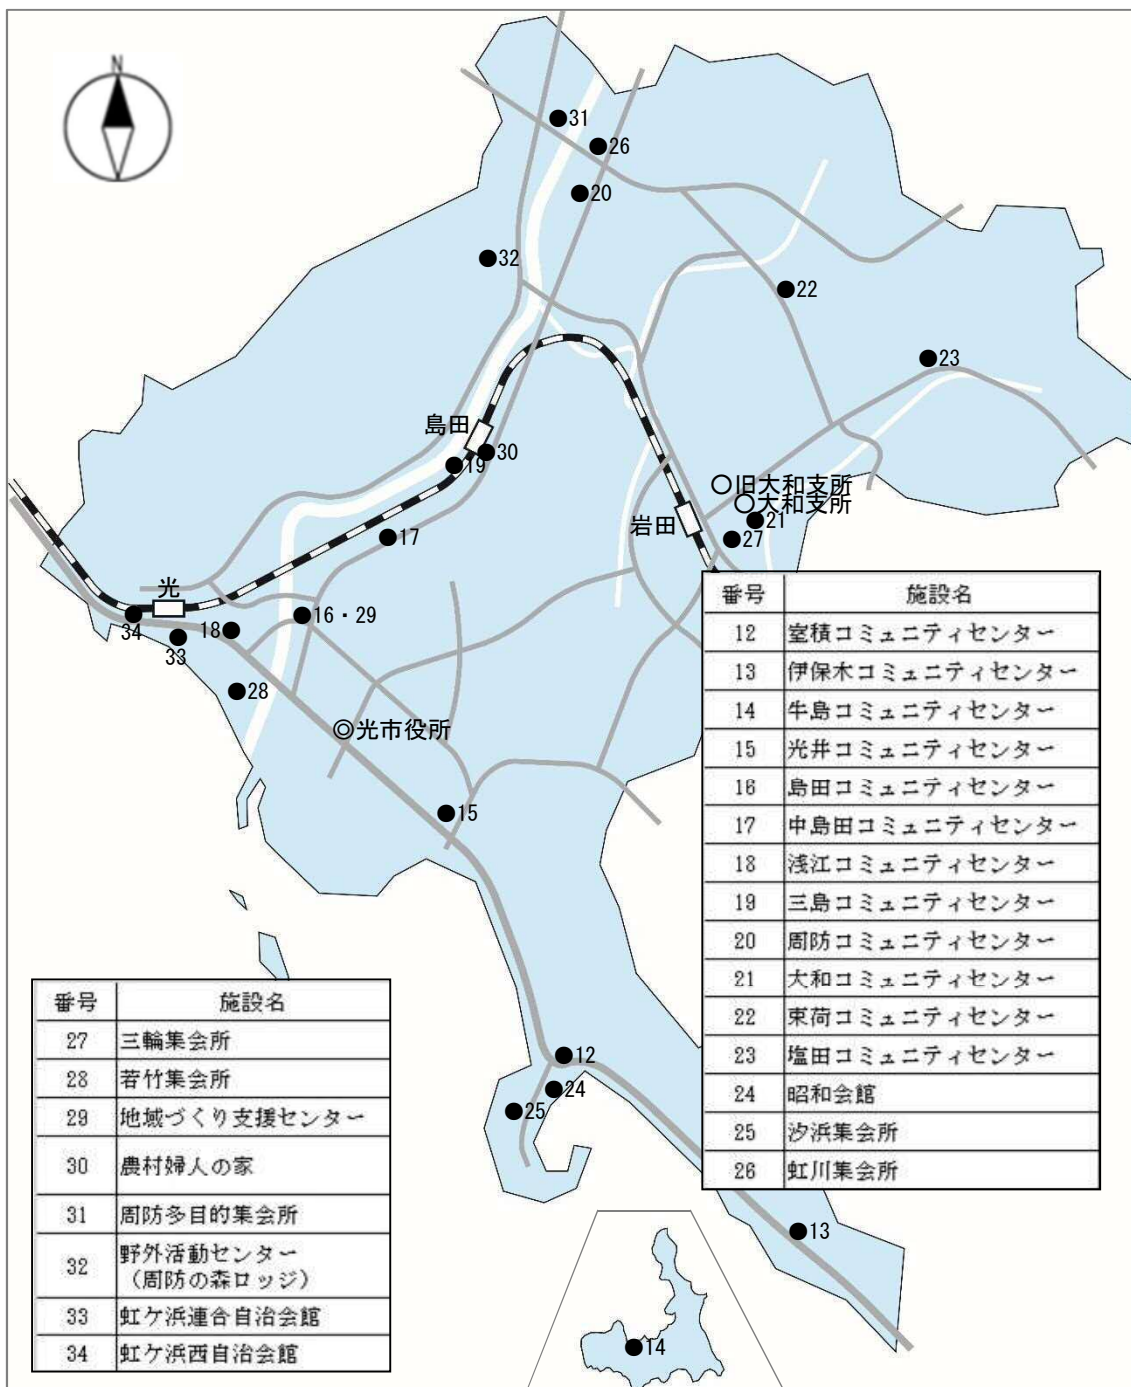 N
31
26
20
32
22
23
島田
30
19
旧大和支所
大和支所
21
岩田
27
17
光
34
33
18
16・29
28
光市役所
15
12
24
25
13
14
番号 施設名
12 室積コミュニティセンター
13 伊保木コミュニティセンター
14 牛島コミュニティセンター
15 光井コミュニティセンター
16 島田コミュニティセンター
17 中島田コミュニティセンター
18 浅江コミュニティセンター
19 三島コミュニティセンター
20 周防コミュニティセンター
21 大和コミュニティセンター
22 束荷コミュニティセンター
23 塩田コミュニティセンター
24 昭和会館
25 汐浜集会所
26 虹川集会所
番号 施設名
27 三輪集会所
28 若竹集会所
29 地域づくり支援センター
30 農村婦人の家
31 周防多目的集会所
32 野外活動センター
（周防の森ロッジ）
33 虹ケ浜連合自治会館
34 虹ケ浜西自治会館